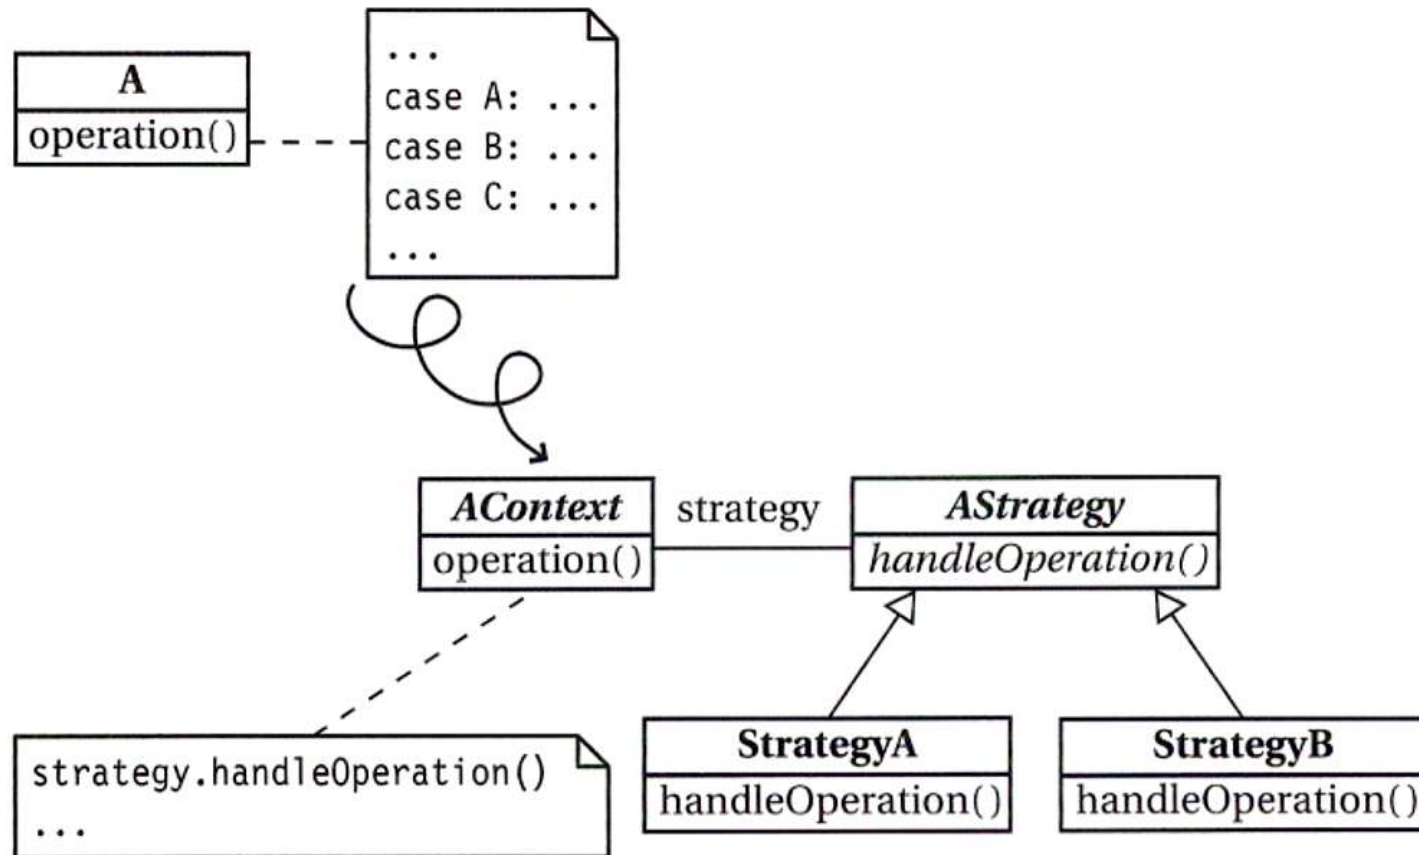 A
operation()
...
case A: ...
case B: ...
case C: ...
...
AContext
operation()
strategy
AStrategy
handleOperation()
strategy.handleOperation()
...
StrategyA
handleOperation()
StrategyB
handleOperation()